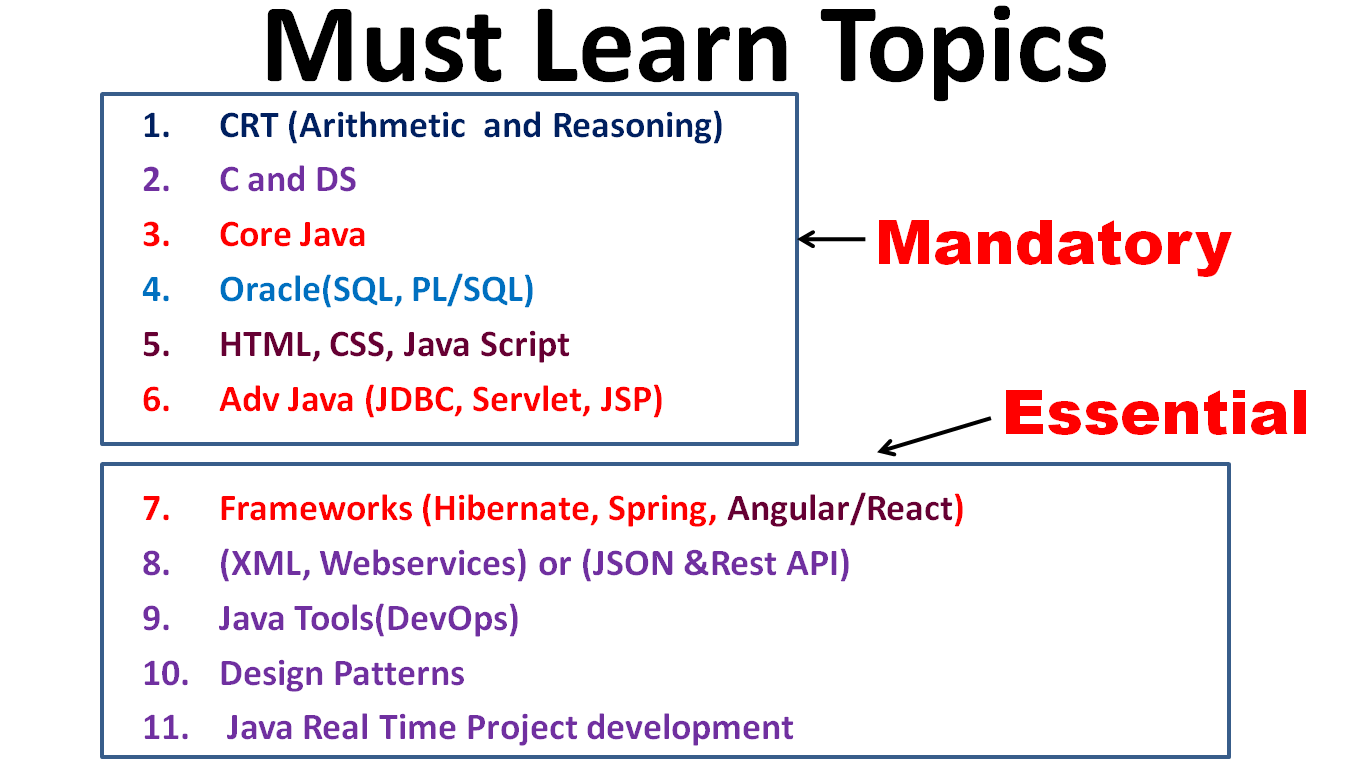 Must Learn Topics
1. CRT (Arithmetic and Reasoning)
2. C and DS
3. Core Java
4. Oracle(SQL, PL/SQL)
5. HTML, CSS, Java Script
6. Adv Java (JDBC, Servlet, JSP)
Mandatory
Essential
7. Frameworks (Hibernate, Spring, Angular/React)
8. (XML, Webservices) or (JSON &Rest API)
9. Java Tools(DevOps)
10. Design Patterns
11. Java Real Time Project development